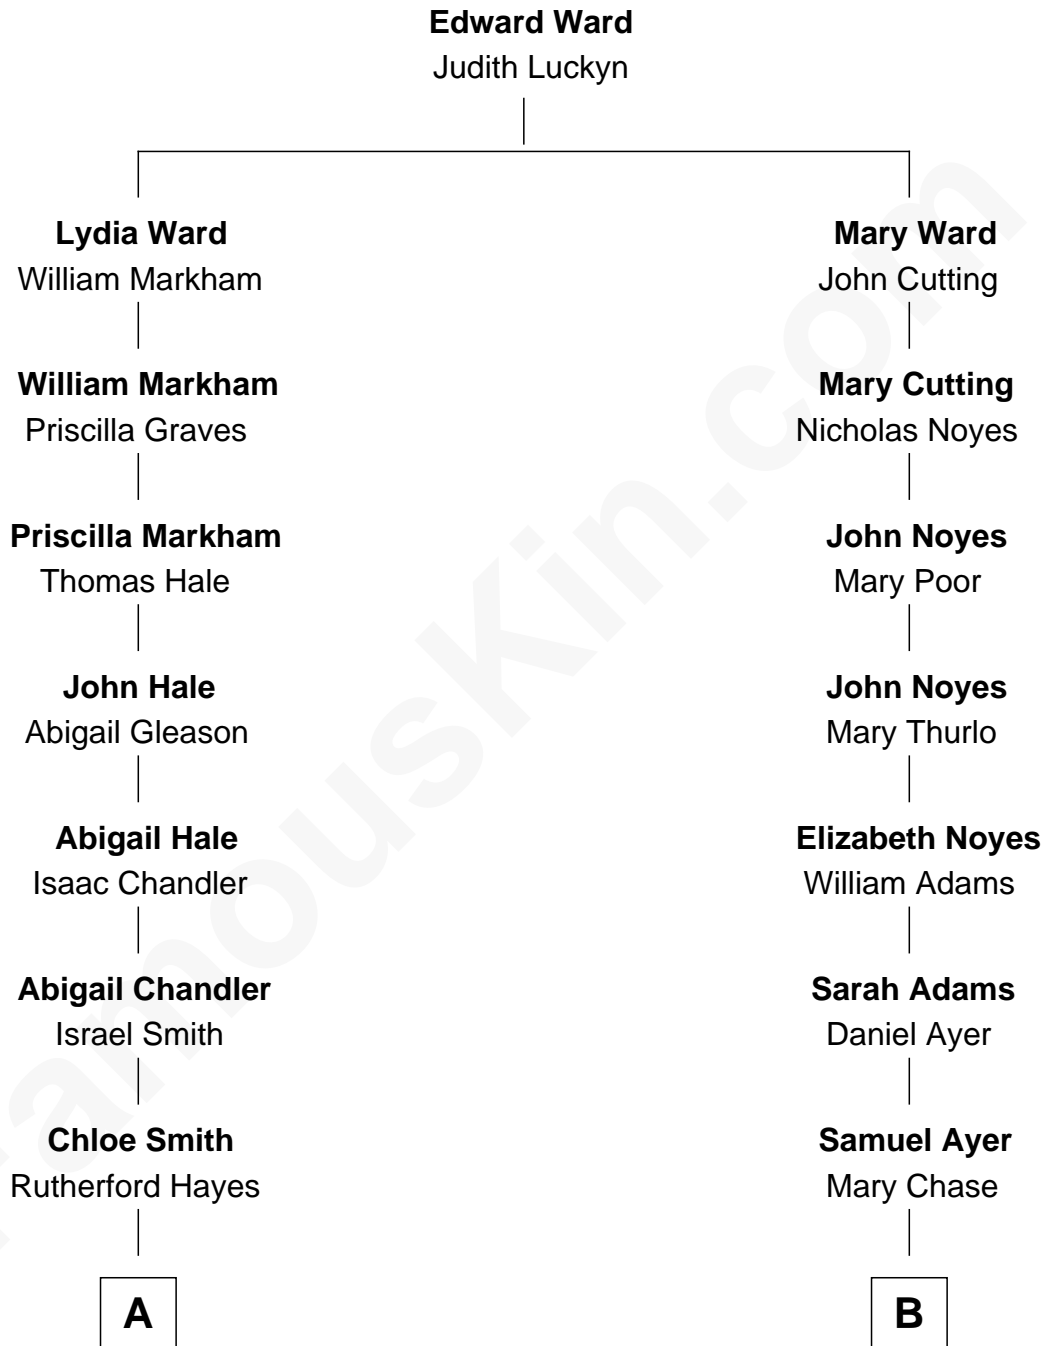 Edward Ward
Judith Luckyn
Lydia Ward
William Markham
Mary Ward
John Cutting
William Markham
Priscilla Graves
Mary Cutting
Nicholas Noyes
Priscilla Markham
Thomas Hale
John Noyes
Mary Poor
John Hale
Abigail Gleason
John Noyes
Mary Thurlo
Abigail Hale
Isaac Chandler
Elizabeth Noyes
William Adams
Abigail Chandler
Israel Smith
Sarah Adams
Daniel Ayer
Chloe Smith
Rutherford Hayes
Samuel Ayer
Mary Chase
A
B
FamousKin.com